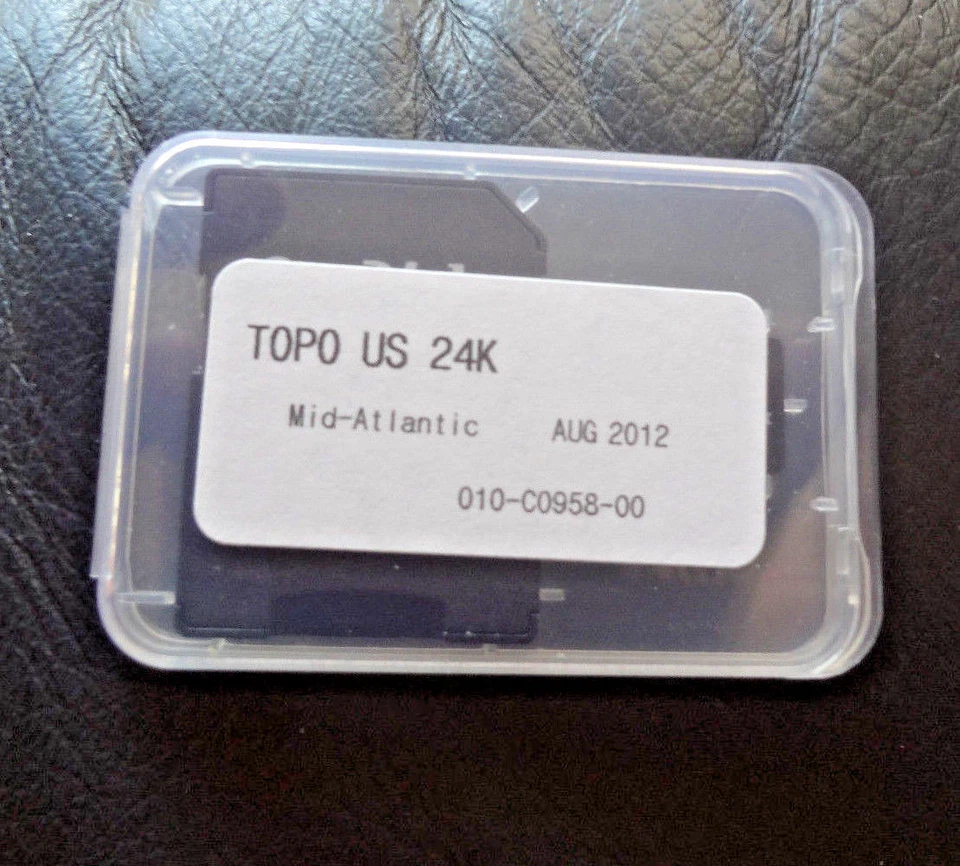 TOPO US 24K
Mid-Atlantic AUG 2012
010-C0958-00